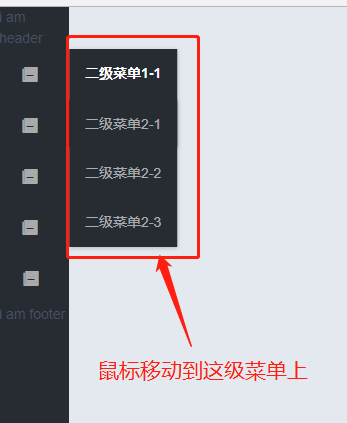 i am
header
二级菜单1-1
二级菜单2-1
二级菜单2-2
二级菜单2-3
i am footer
鼠标移动到这级菜单上